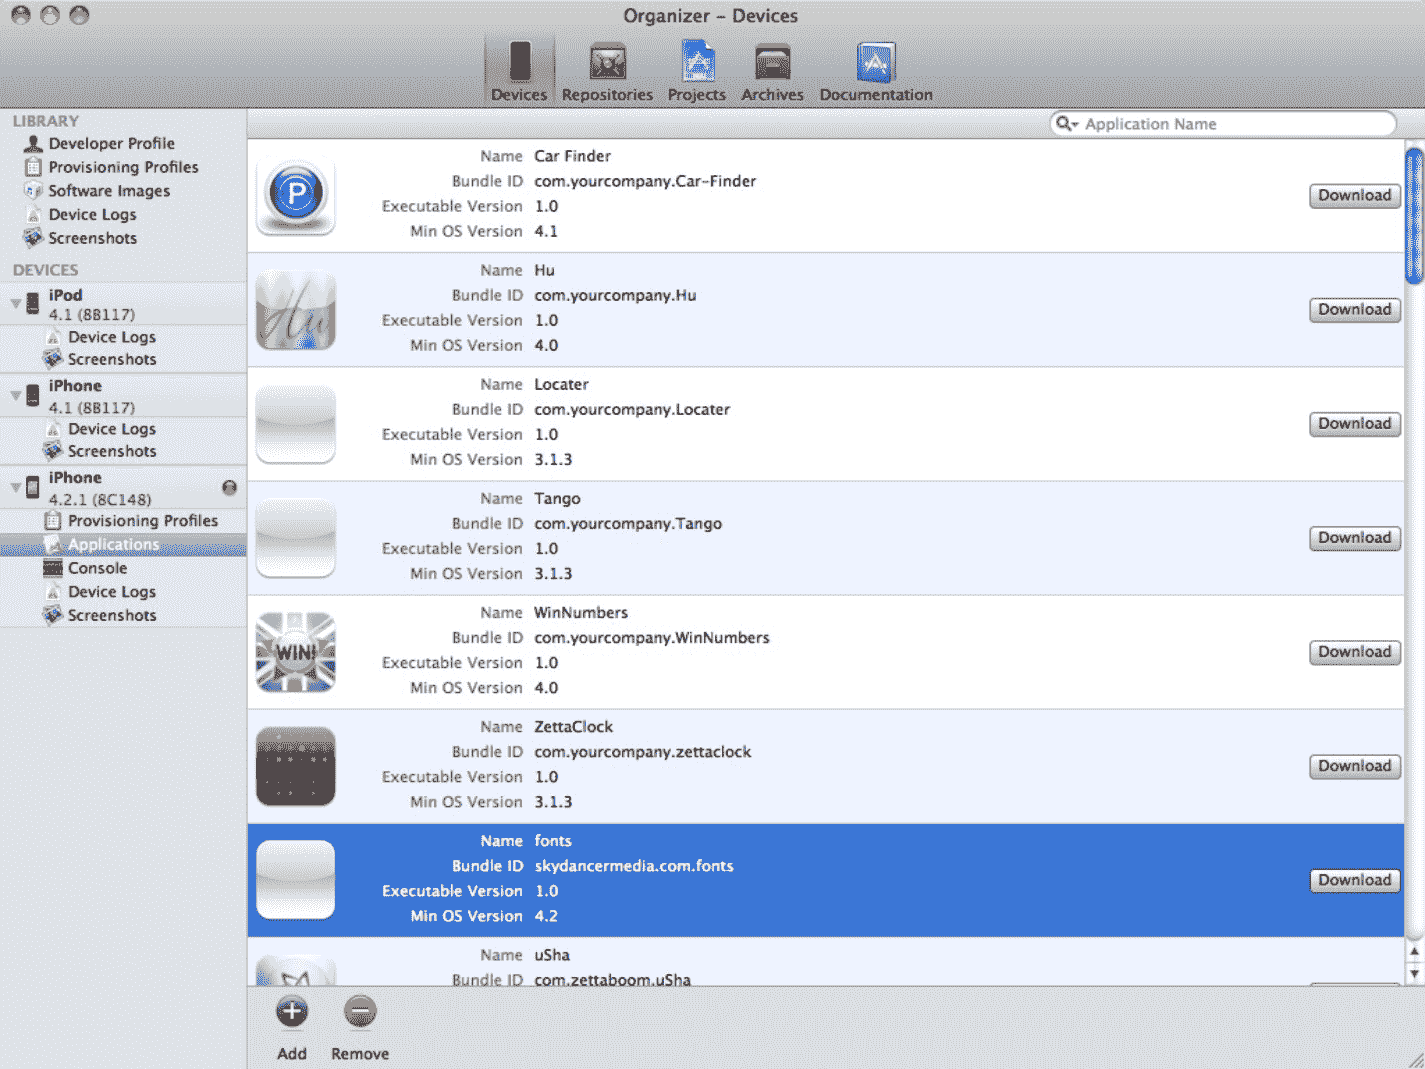 Organizer – Devices
Devices Repositories Projects Archives Documentation
Application Name
LIBRARY
Developer Profile
Provisioning Profiles
Software Images
Device Logs
Screenshots
DEVICES
iPod
4.1 (8B117)
Device Logs
Screenshots
iPhone
4.1 (8B117)
Device Logs
Screenshots
iPhone
4.2.1 (8C148)
Provisioning Profiles
Applications
Console
Device Logs
Screenshots
P
Name Car Finder
Bundle ID com.yourcompany.Car-Finder
Executable Version 1.0
Min OS Version 4.1
Download
Hu
Name Hu
Bundle ID com.yourcompany.Hu
Executable Version 1.0
Min OS Version 4.0
Download
Name Locater
Bundle ID com.yourcompany.Locater
Executable Version 1.0
Min OS Version 3.1.3
Download
Name Tango
Bundle ID com.yourcompany.Tango
Executable Version 1.0
Min OS Version 3.1.3
Download
WIN!
Name WinNumbers
Bundle ID com.yourcompany.WinNumbers
Executable Version 1.0
Min OS Version 4.0
Download
Name ZettaClock
Bundle ID com.yourcompany.zettaclock
Executable Version 1.0
Min OS Version 3.1.3
Download
Name fonts
Bundle ID skydancermedia.com.fonts
Executable Version 1.0
Min OS Version 4.2
Download
Name uSha
Bundle ID com.zettaboom.uSha
Add Remove